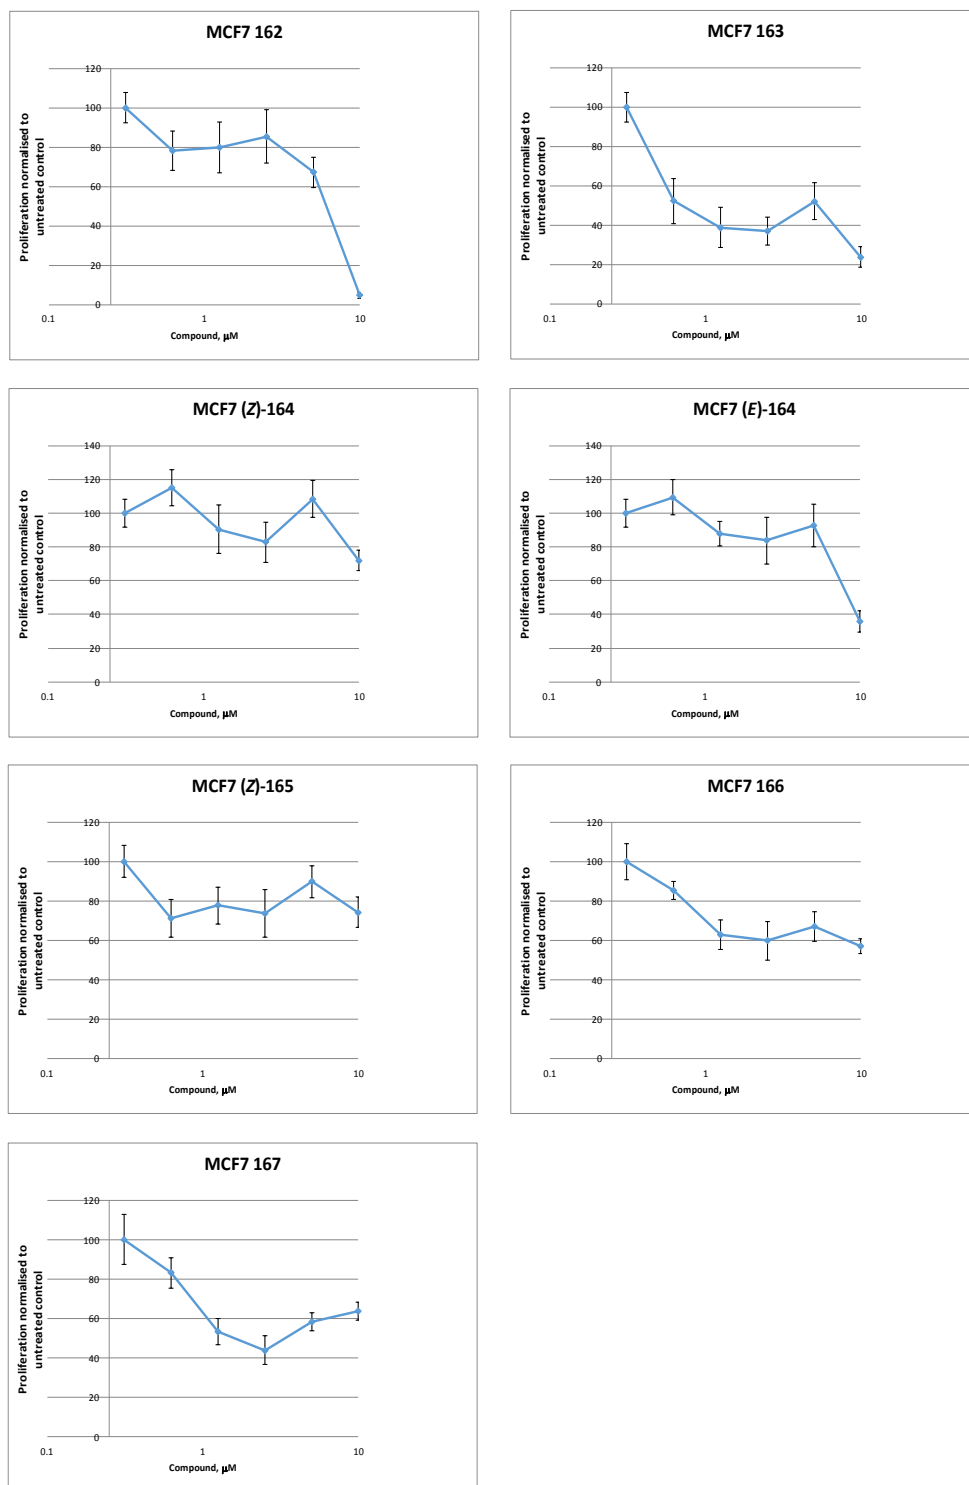 MCF7 162
Proliferation normalised to
untreated control
120
100
80
60
40
20
0
0.1 1 10
Compound, µM
MCF7 163
Proliferation normalised to
untreated control
120
100
80
60
40
20
0
0.1 1 10
Compound, µM
MCF7 (Z)-164
Proliferation normalised to
untreated control
140
120
100
80
60
40
20
0
0.1 1 10
Compound, µM
MCF7 (E)-164
Proliferation normalised to
untreated control
140
120
100
80
60
40
20
0
0.1 1 10
Compound, µM
MCF7 (Z)-165
Proliferation normalised to
untreated control
120
100
80
60
40
20
0
0.1 1 10
Compound, µM
MCF7 166
Proliferation normalised to
untreated control
120
100
80
60
40
20
0
0.1 1 10
Compound, µM
MCF7 167
Proliferation normalised to
untreated control
120
100
80
60
40
20
0
0.1 1 10
Compound, µM